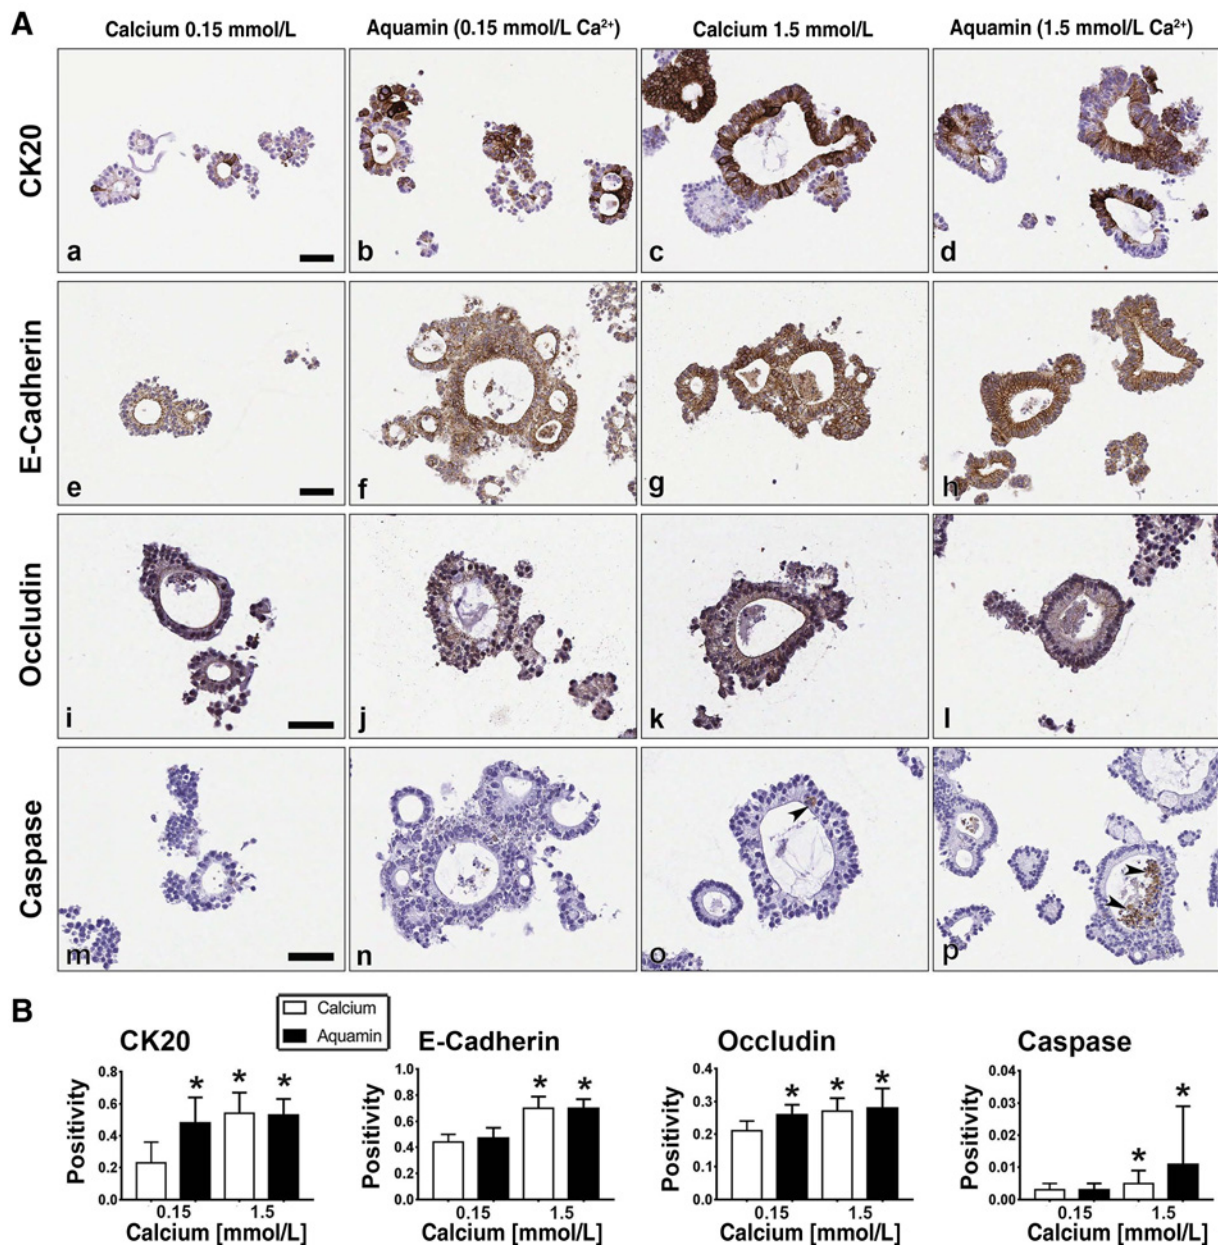 A
Calcium 0.15 mmol/L Aquamin (0.15 mmol/L Ca²⁺) Calcium 1.5 mmol/L Aquamin (1.5 mmol/L Ca²⁺)
CK20
a b c d
E-Cadherin
e f g h
Occludin
i j k l
Caspase
m n o p
B
Calcium
Aquamin
CK20 E-Cadherin Occludin Caspase
Positivity
0.8
0.6
0.4
0.2
0.0
* * *
0.15 1.5
Calcium [mmol/L]
Positivity
1.0
0.8
0.6
0.4
0.2
0.0
* *
0.15 1.5
Calcium [mmol/L]
Positivity
0.4
0.3
0.2
0.1
0.0
* * *
0.15 1.5
Calcium [mmol/L]
Positivity
0.04
0.03
0.02
0.01
0.00
* *
0.15 1.5
Calcium [mmol/L]